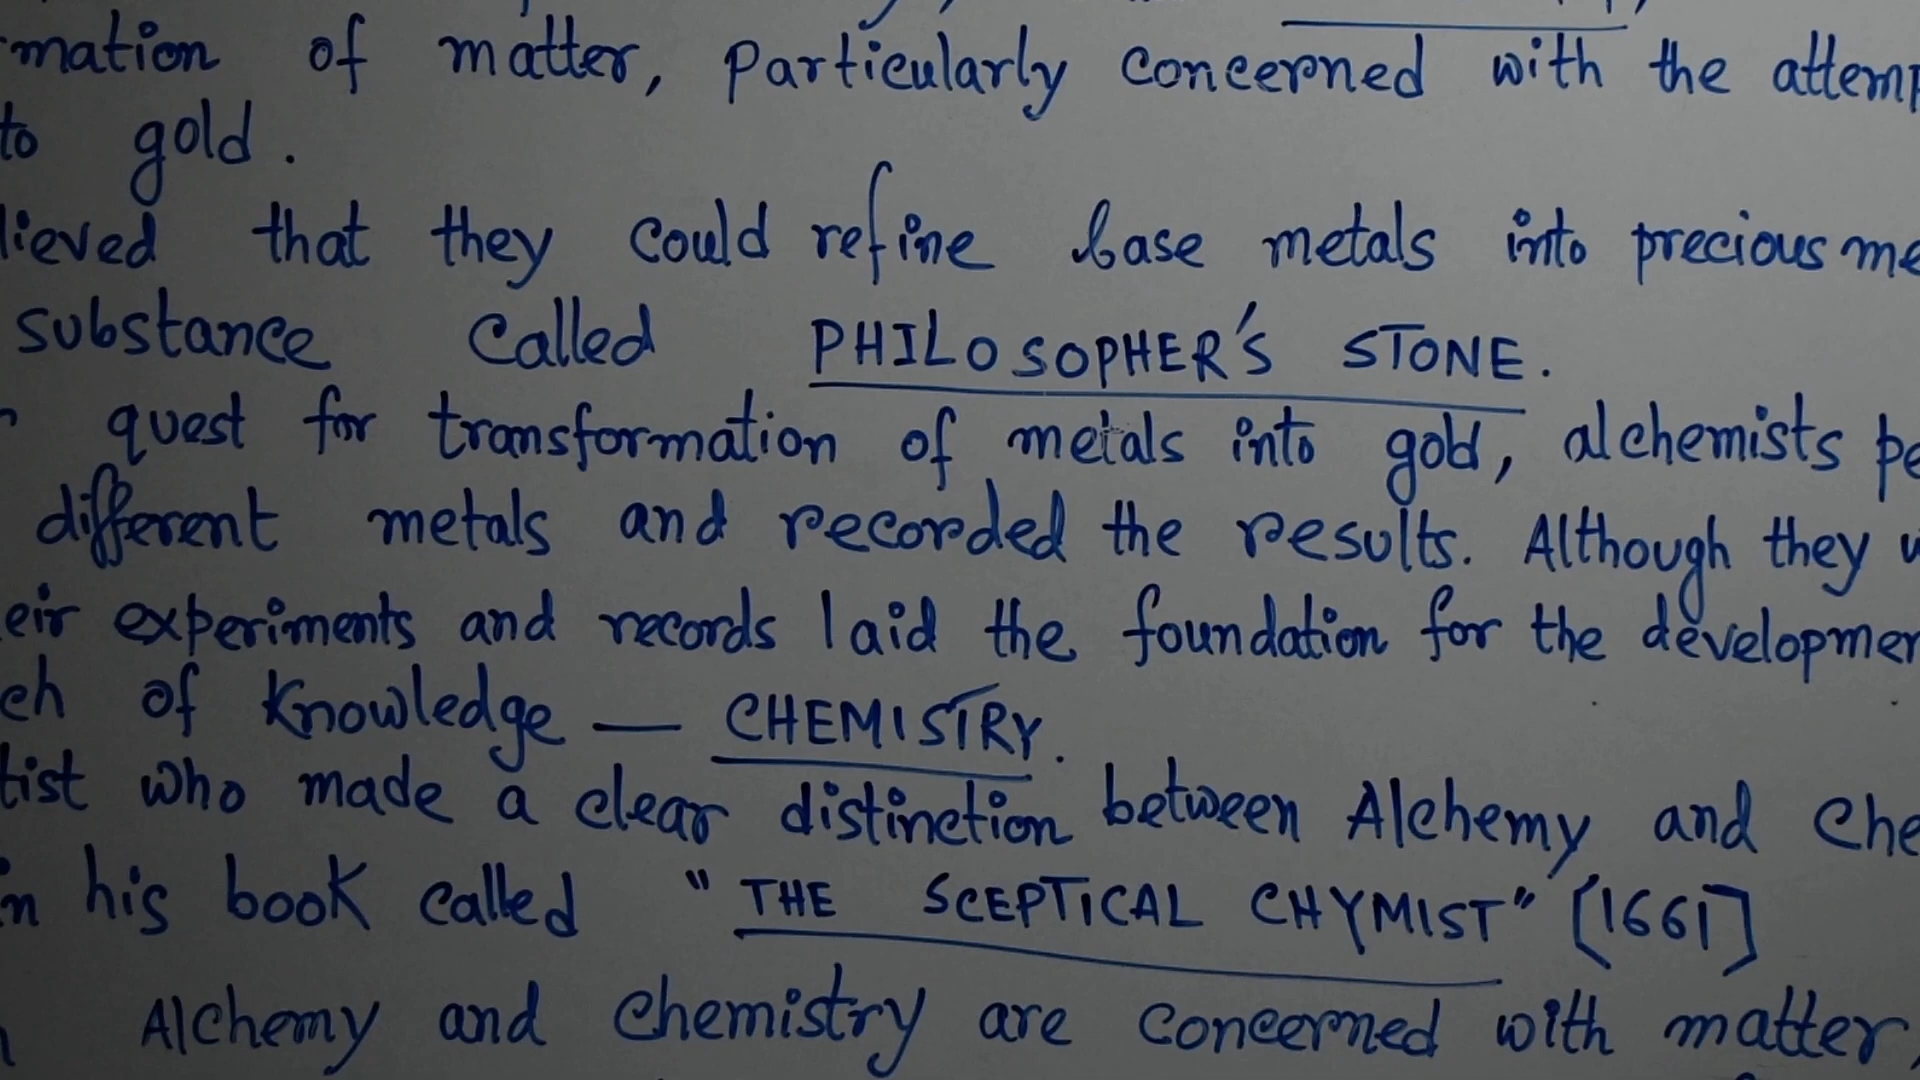 mation of matter, Particularly concerned with the attemp
to gold.
lieved that they could refine base metals into precious me
substance called PHILOSOPHER'S STONE.
quest for transformation of metals into gold, alchemists pe
different metals and recorded the results. Although they w
eir experiments and records laid the foundation for the developmen
ch of knowledge — CHEMISTRY.
tist who made a clear distinction between Alchemy and Che
in his book called "THE SCEPTICAL CHYMIST" [1661]
Alchemy and chemistry are concerned with matter,